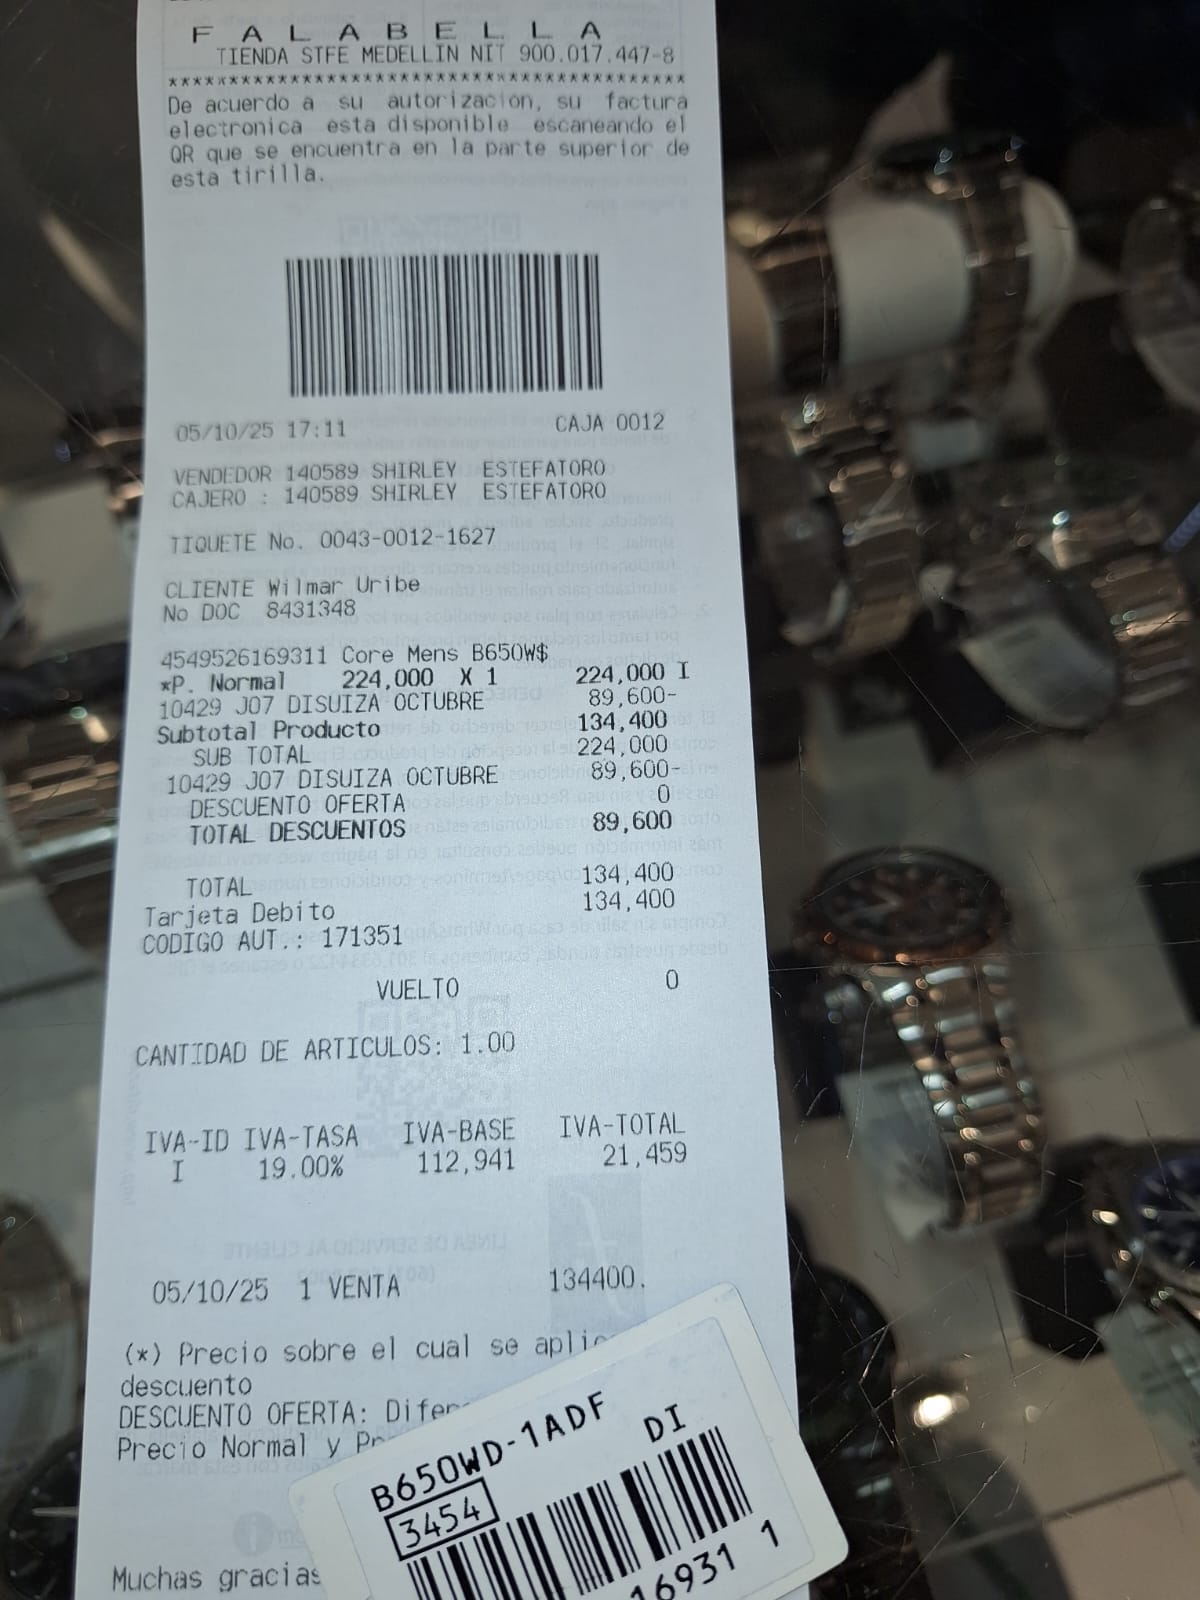 F A L A B E L L A
TIENDA STFE MEDELLIN NIT 900.017.447-8
******************************************
De acuerdo a su autorizacion, su factura
electronica esta disponible escaneando el
QR que se encuentra en la parte superior de
esta tirilla.
05/10/25 17:11 CAJA 0012
VENDEDOR 140589 SHIRLEY ESTEFATORO
CAJERO : 140589 SHIRLEY ESTEFATORO
TIQUETE No. 0043-0012-1627
CLIENTE Wilmar Uribe
No DOC 8431348
4549526169311 Core Mens B650W$
*P. Normal 224,000 X 1 224,000 I
10429 J07 DISUIZA OCTUBRE 89,600-
Subtotal Producto 134,400
SUB TOTAL 224,000
10429 J07 DISUIZA OCTUBRE 89,600-
DESCUENTO OFERTA 0
TOTAL DESCUENTOS 89,600
TOTAL 134,400
Tarjeta Debito 134,400
CODIGO AUT.: 171351
VUELTO 0
CANTIDAD DE ARTICULOS: 1.00
IVA-ID IVA-TASA IVA-BASE IVA-TOTAL
I 19.00% 112,941 21,459
05/10/25 1 VENTA 134400.
(*) Precio sobre el cual se aplic
descuento
DESCUENTO OFERTA: Difer
Precio Normal y Pr
Muchas gracias
B650WD-1ADF
3454 DI
16931 1